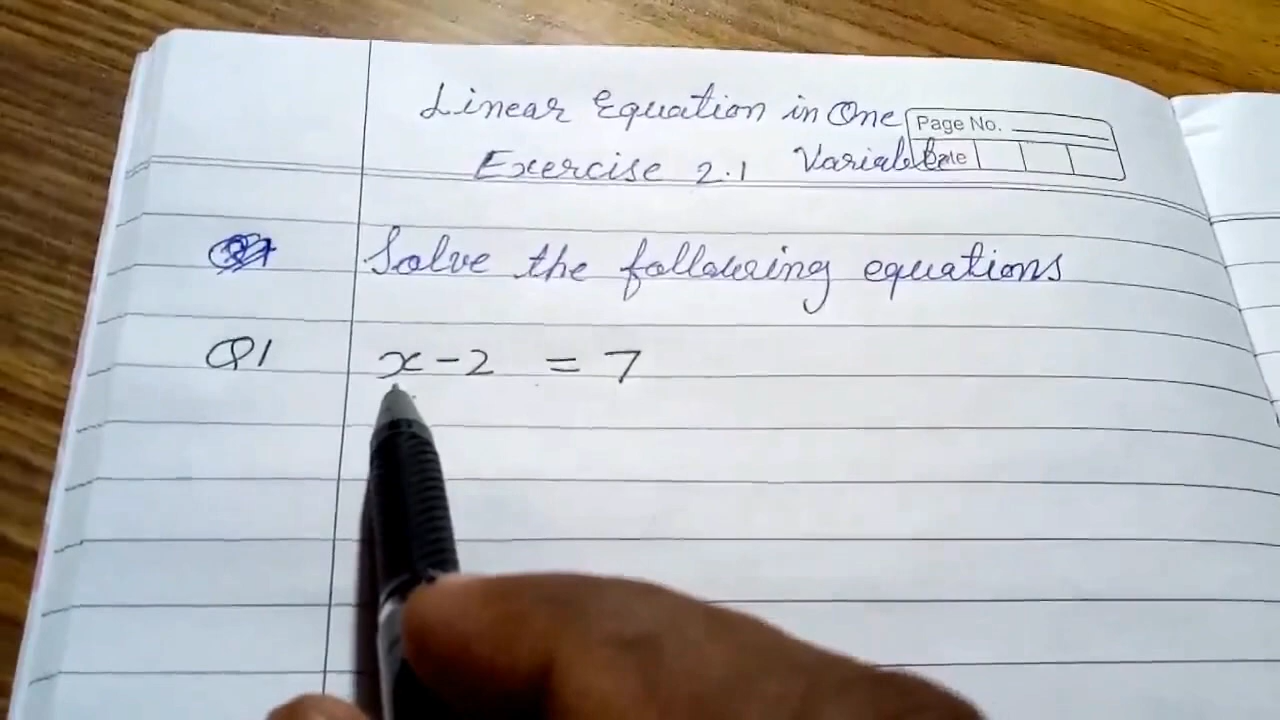 Linear Equation in One
Page No.
Exercise 2.1 Variable
Date
Solve the following equations
Q1 x - 2 = 7